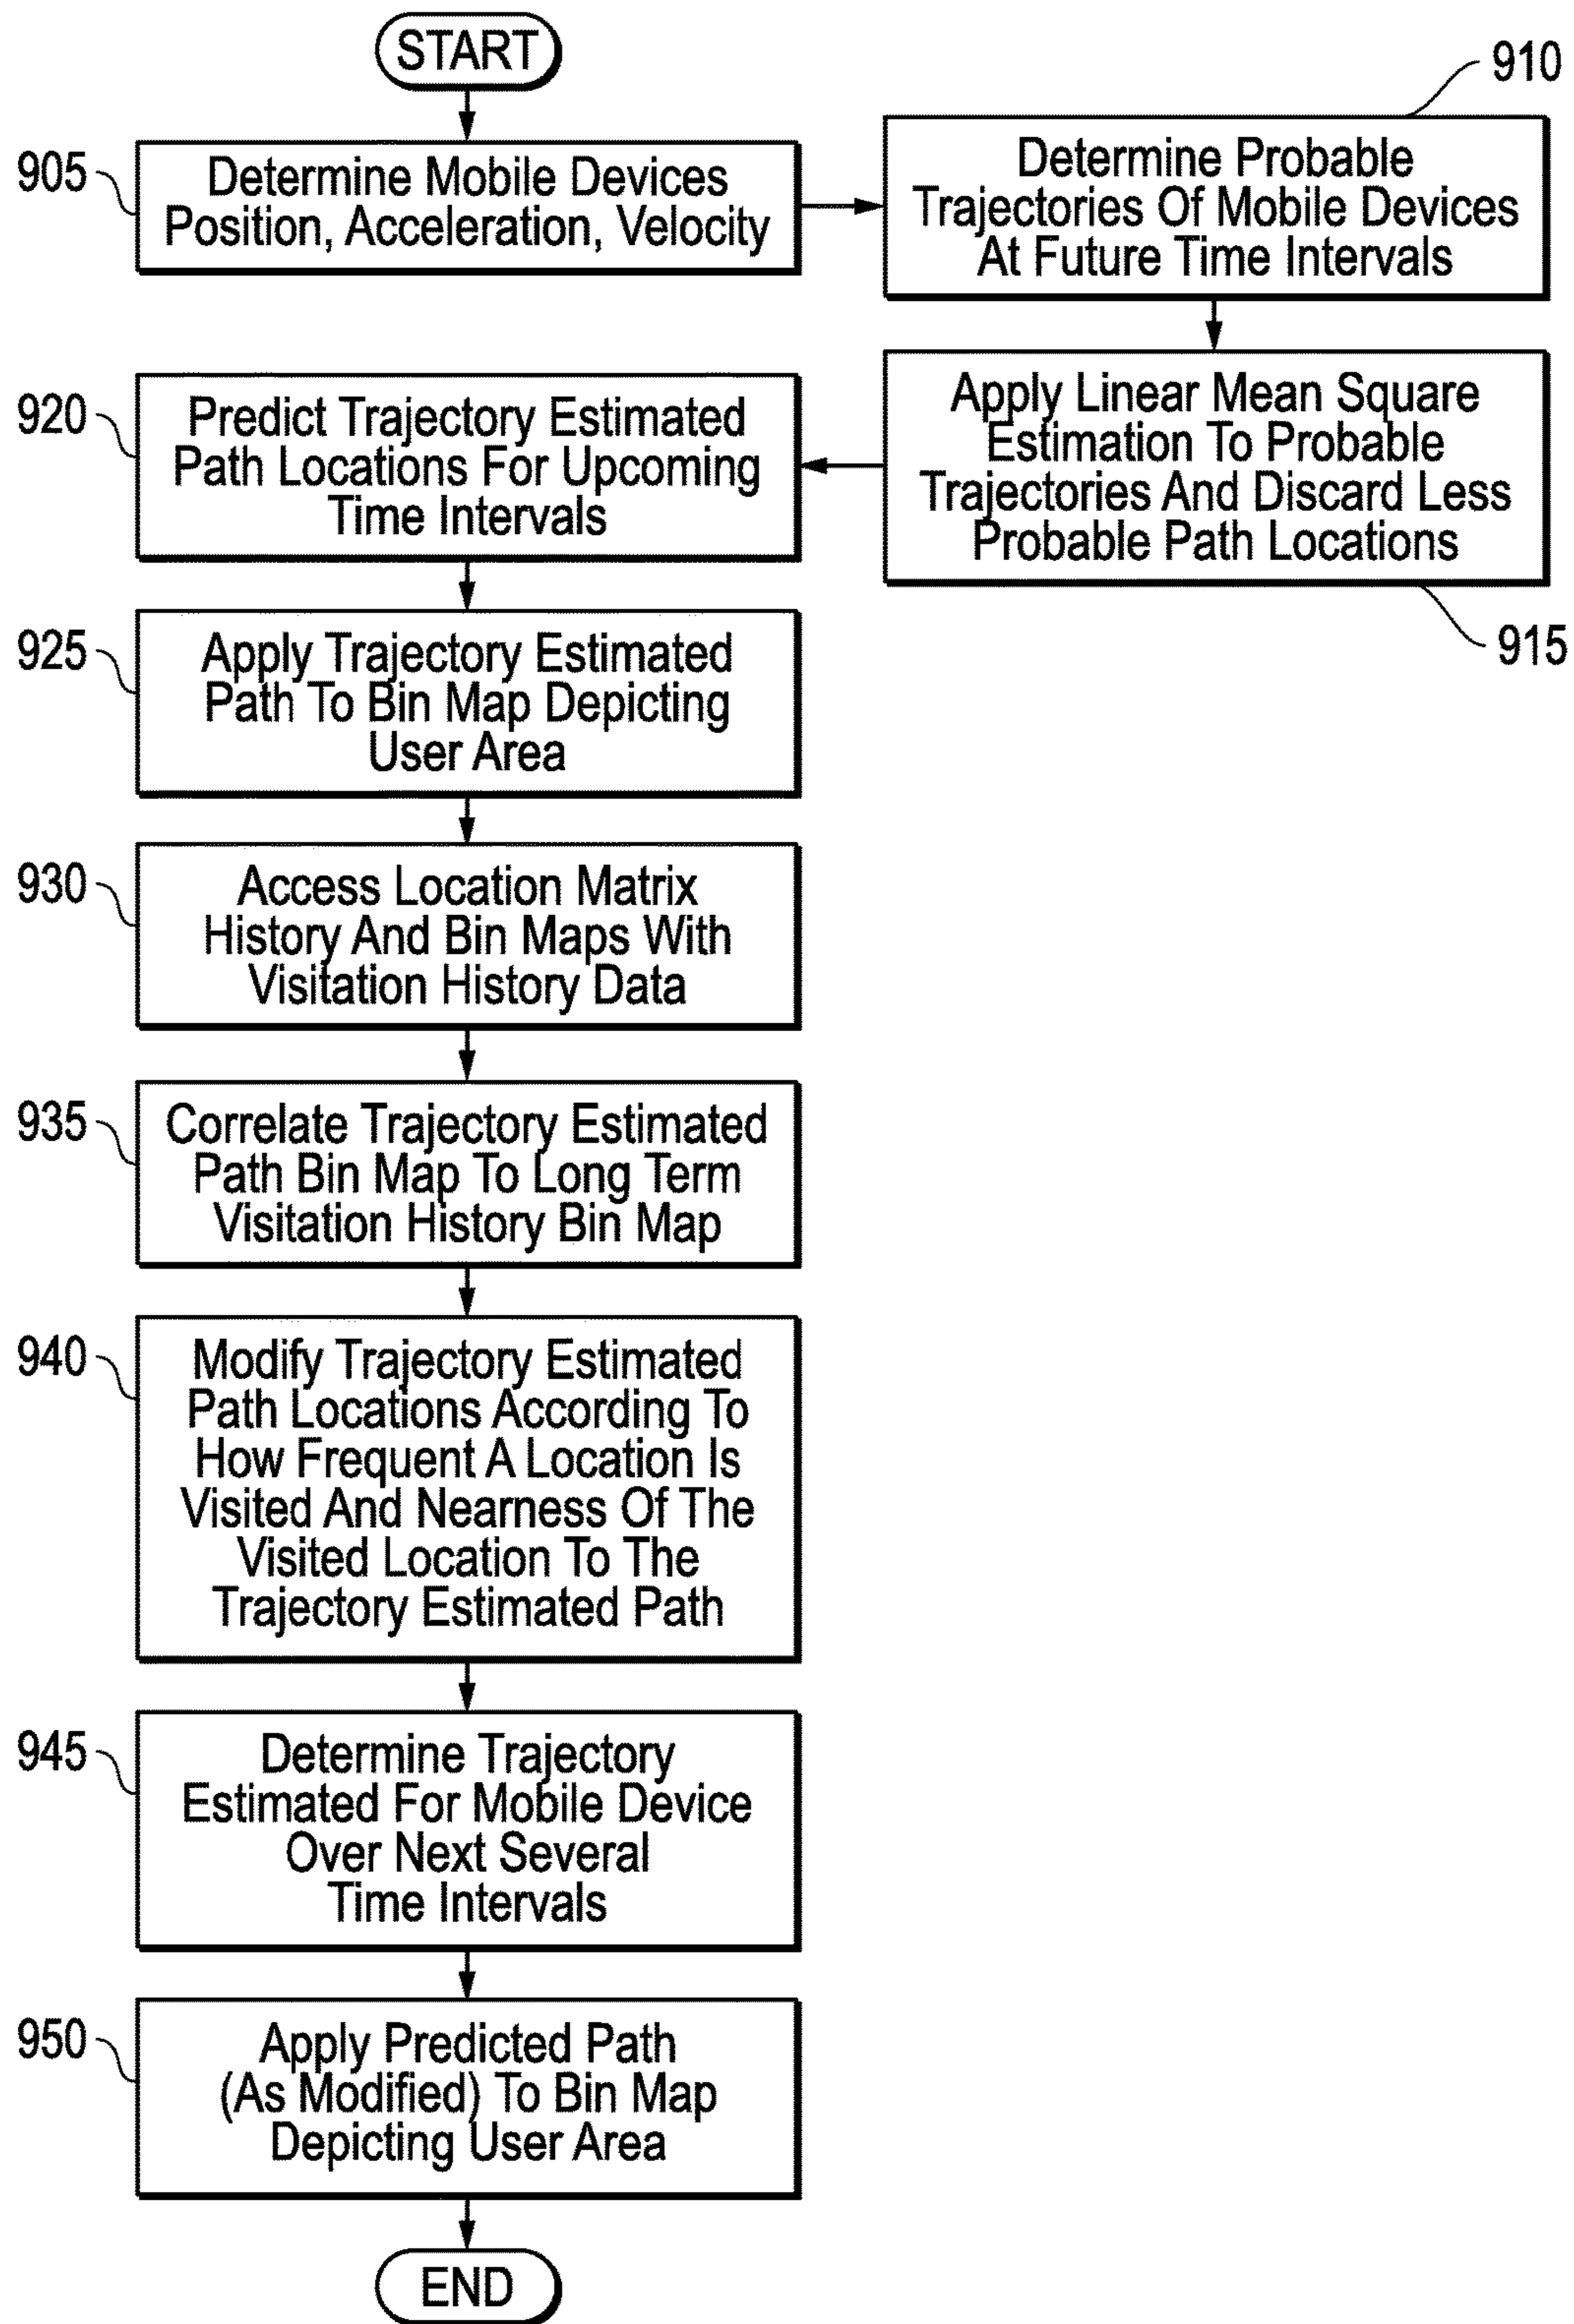 START
905
Determine Mobile Devices
Position, Acceleration, Velocity
910
Determine Probable
Trajectories Of Mobile Devices
At Future Time Intervals
Apply Linear Mean Square
Estimation To Probable
Trajectories And Discard Less
Probable Path Locations
915
920
Predict Trajectory Estimated
Path Locations For Upcoming
Time Intervals
925
Apply Trajectory Estimated
Path To Bin Map Depicting
User Area
930
Access Location Matrix
History And Bin Maps With
Visitation History Data
935
Correlate Trajectory Estimated
Path Bin Map To Long Term
Visitation History Bin Map
940
Modify Trajectory Estimated
Path Locations According To
How Frequent A Location Is
Visited And Nearness Of The
Visited Location To The
Trajectory Estimated Path
945
Determine Trajectory
Estimated For Mobile Device
Over Next Several
Time Intervals
950
Apply Predicted Path
(As Modified) To Bin Map
Depicting User Area
END